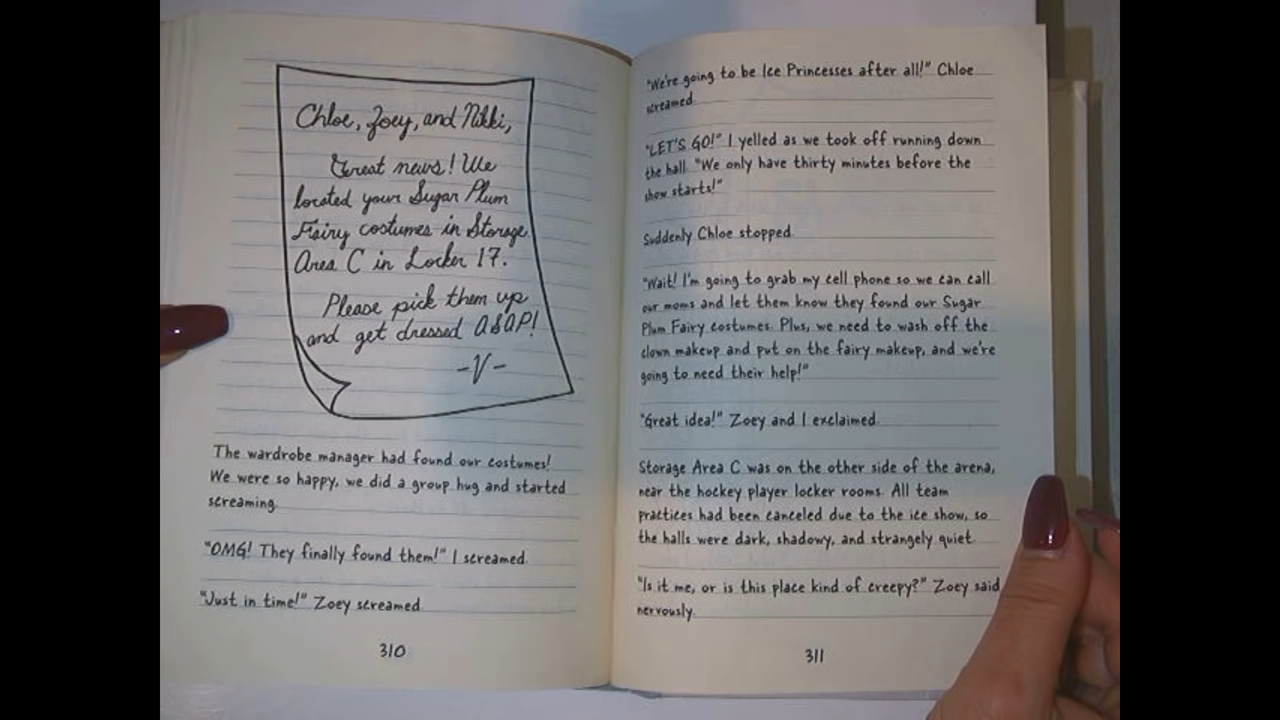 Chloe, Zoey, and Nikki,
Great news! We
located your Sugar Plum
Fairy costumes in Storage
Area C in Locker 17.
Please pick them up
and get dressed ASAP!
-V-
The wardrobe manager had found our costumes!
We were so happy, we did a group hug and started
screaming.
"OMG! They finally found them!" I screamed.
"Just in time!" Zoey screamed.
310
"We're going to be Ice Princesses after all!" Chloe
screamed.
"LET'S GO!" I yelled as we took off running down
the hall. "We only have thirty minutes before the
show starts!"
Suddenly Chloe stopped.
"Wait! I'm going to grab my cell phone so we can call
our moms and let them know they found our Sugar
Plum Fairy costumes. Plus, we need to wash off the
clown makeup and put on the fairy makeup, and we're
going to need their help!"
"Great idea!" Zoey and I exclaimed.
Storage Area C was on the other side of the arena,
near the hockey player locker rooms. All team
practices had been canceled due to the ice show, so
the halls were dark, shadowy, and strangely quiet.
"Is it me, or is this place kind of creepy?" Zoey said
nervously.
311